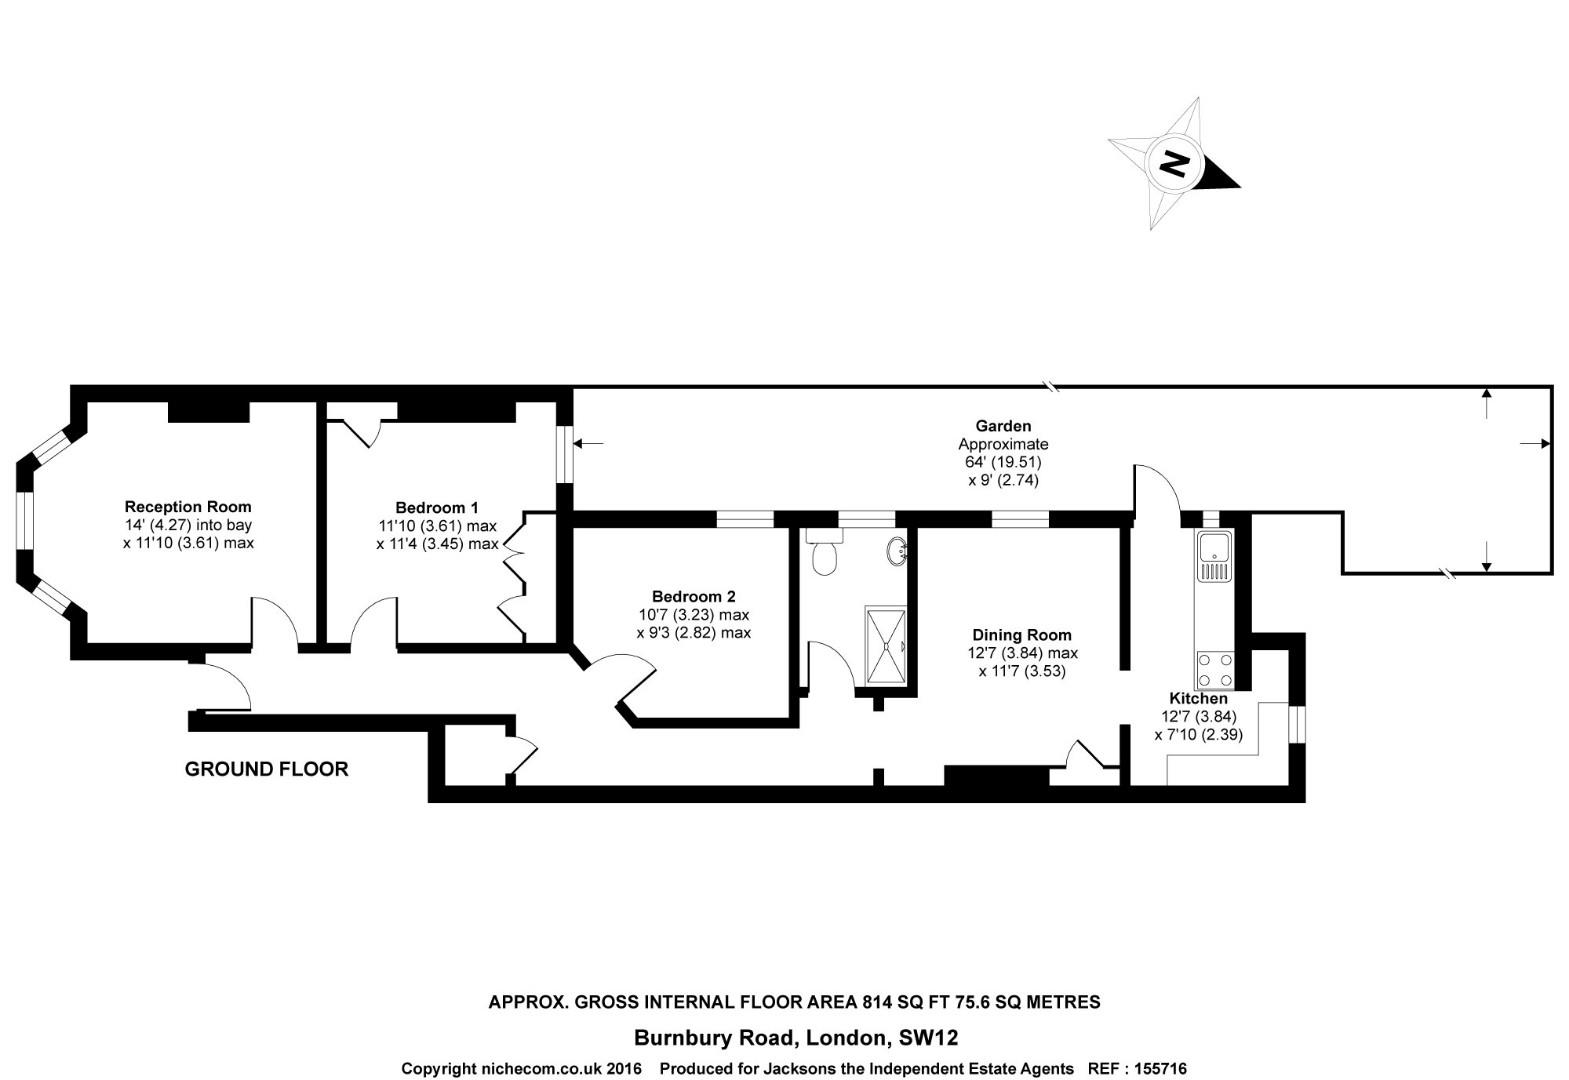 N
Garden
Approximate
64' (19.51)
x 9' (2.74)
Reception Room
14' (4.27) into bay
x 11'10 (3.61) max
Bedroom 1
11'10 (3.61) max
x 11'4 (3.45) max
Bedroom 2
10'7 (3.23) max
x 9'3 (2.82) max
Dining Room
12'7 (3.84) max
x 11'7 (3.53)
Kitchen
12'7 (3.84)
x 7'10 (2.39)
GROUND FLOOR
APPROX. GROSS INTERNAL FLOOR AREA 814 SQ FT 75.6 SQ METRES
Burnbury Road, London, SW12
Copyright nichecom.co.uk 2016 Produced for Jacksons the Independent Estate Agents REF : 155716